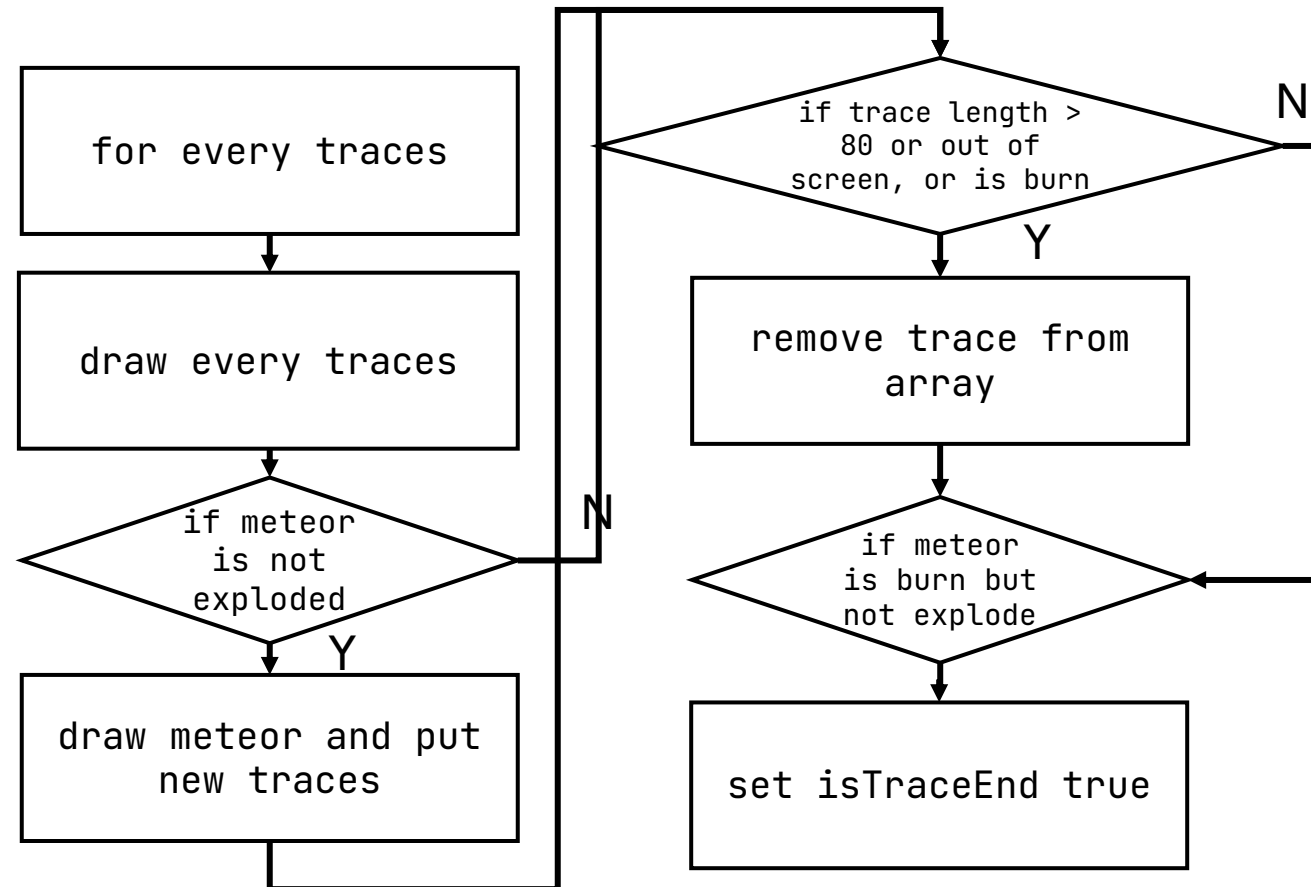 for every traces
draw every traces
if meteor
is not
exploded
N
Y
draw meteor and put
new traces
if trace length >
80 or out of
screen, or is burn
N
Y
remove trace from
array
if meteor
is burn but
not explode
set isTraceEnd true